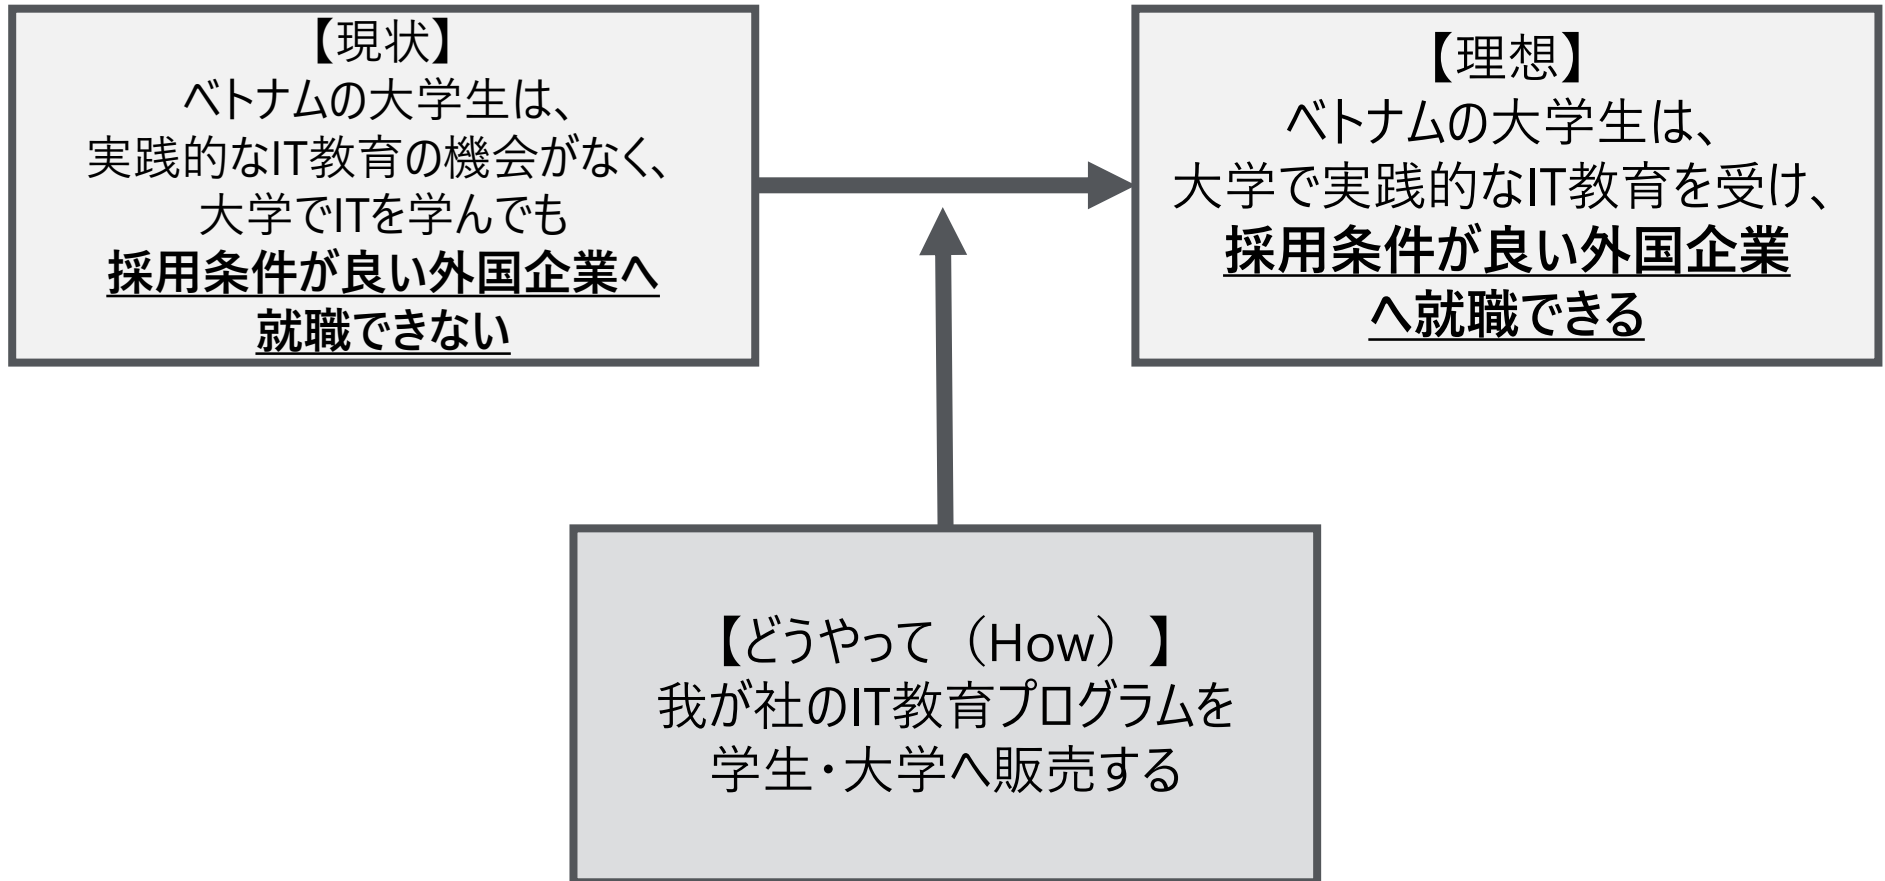 【現状】
ベトナムの大学生は、
実践的なIT教育の機会がなく、
大学でITを学んでも
採用条件が良い外国企業へ
就職できない
【理想】
ベトナムの大学生は、
大学で実践的なIT教育を受け、
採用条件が良い外国企業
へ就職できる
【どうやって（How）】
我が社のIT教育プログラムを
学生・大学へ販売する